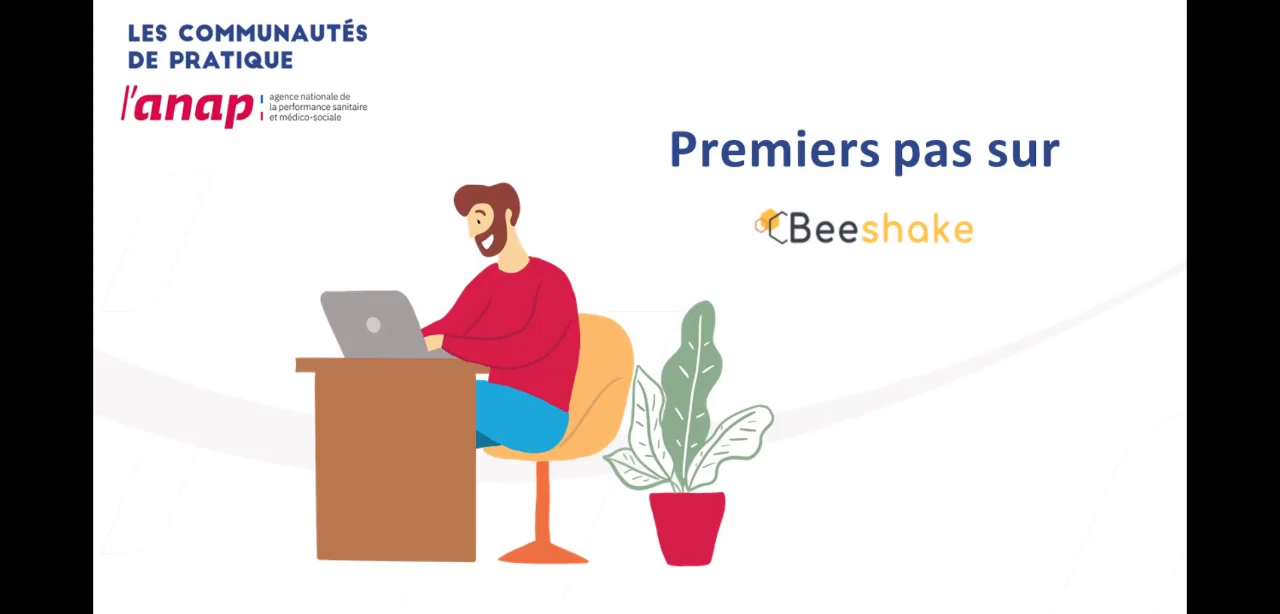 LES COMMUNAUTÉS
DE PRATIQUE
l'anap
agence nationale de
la performance sanitaire
et médico-sociale
Premiers pas sur
Beeshake